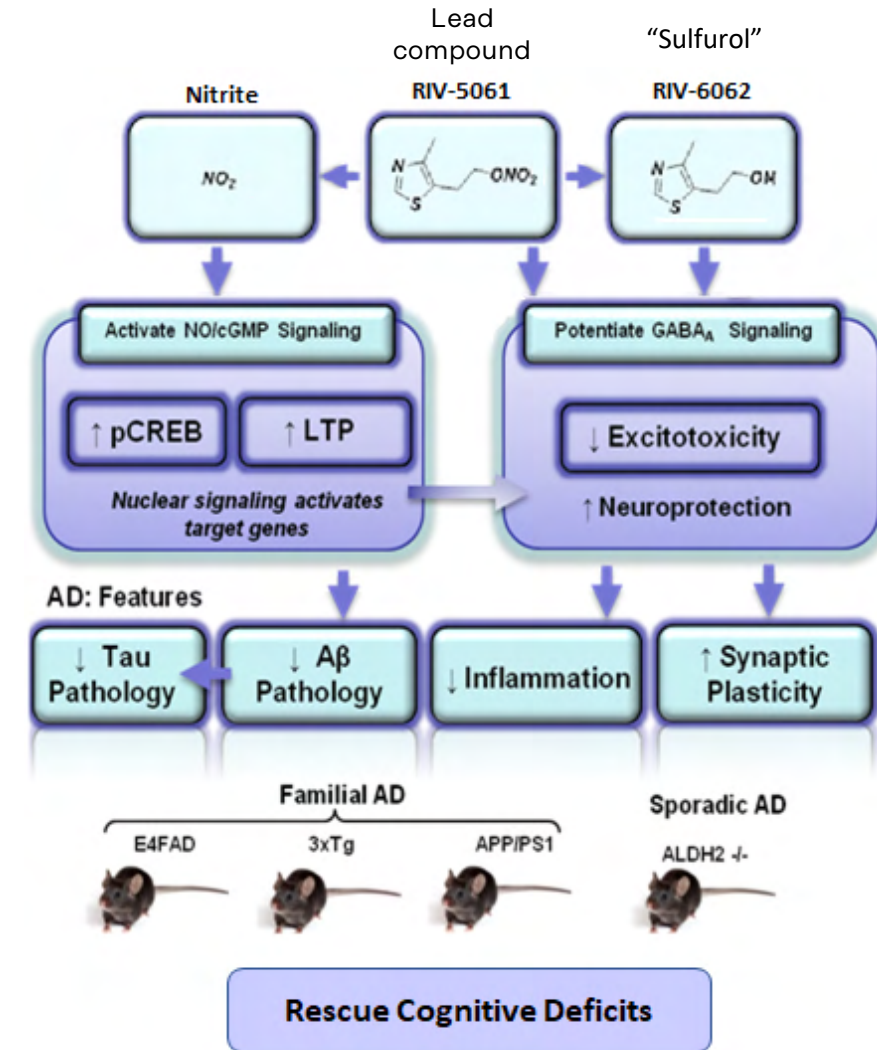 Lead
compound
“Sulfurol”
Nitrite
RIV-5061
RIV-6062
NO₂
N
S
ONO₂
N
S
OH
Activate NO/cGMP Signaling
Potentiate GABAA Signaling
↑ pCREB
↑ LTP
Nuclear signaling activates
target genes
↓ Excitotoxicity
↑ Neuroprotection
AD: Features
↓ Tau
Pathology
↓ Aβ
Pathology
↓ Inflammation
↑ Synaptic
Plasticity
Familial AD
Sporadic AD
E4FAD
3xTg
APP/PS1
ALDH2 -/-
Rescue Cognitive Deficits